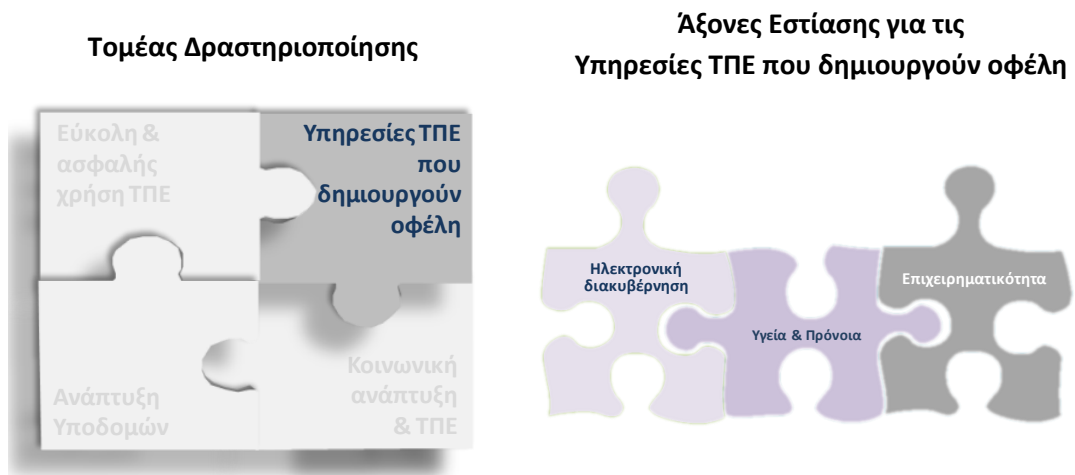 Τομέας Δραστηριοποίησης
Άξονες Εστίασης για τις
Υπηρεσίες ΤΠΕ που δημιουργούν οφέλη
Εύκολη &
ασφαλής
χρήση ΤΠΕ
Υπηρεσίες ΤΠΕ
που
δημιουργούν
οφέλη
Ανάπτυξη
Υποδομών
Κοινωνική
ανάπτυξη
& ΤΠΕ
Ηλεκτρονική
διακυβέρνηση
Υγεία & Πρόνοια
Επιχειρηματικότητα